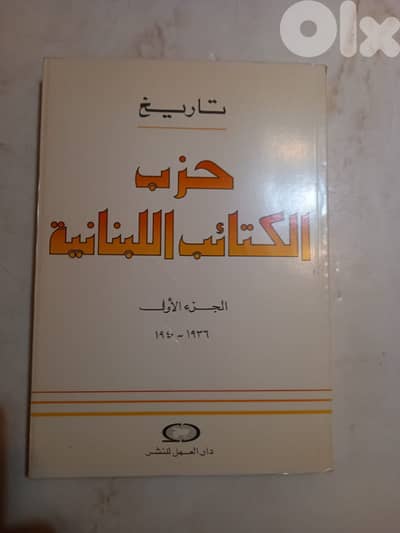 OLX
تاريخ
حزب
الكتائب اللبنانية
الجزء الأول
١٩٣٦ - ١٩٤٠
دار العمل للنشر